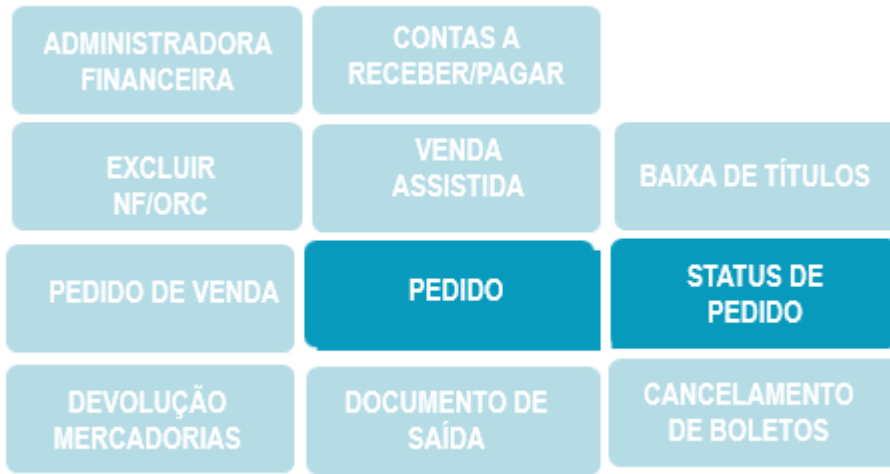 ADMINISTRADORA
FINANCEIRA
CONTAS A
RECEBER/PAGAR
EXCLUIR
NF/ORC
VENDA
ASSISTIDA
BAIXA DE TÍTULOS
PEDIDO DE VENDA
PEDIDO
STATUS DE
PEDIDO
DEVOLUÇÃO
MERCADORIAS
DOCUMENTO DE
SAÍDA
CANCELAMENTO
DE BOLETOS